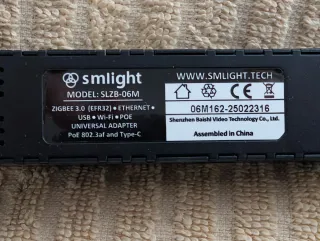 smlight
MODEL: SLZB-06M
ZIGBEE 3.0 (EFR32) • ETHERNET •
USB • Wi-Fi • POE
UNIVERSAL ADAPTER
PoE 802.3af and Type-C
WWW.SMLIGHT.TECH
06M162-25022316
Shenzhen Baishi Video Technology Co., Ltd.
Assembled in China